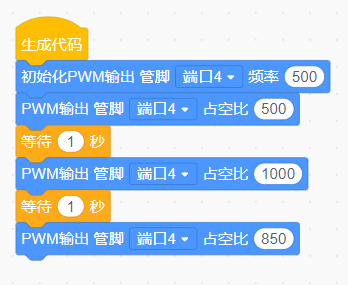 生成代码
初始化PWM输出 管脚 端口4 频率 500
PWM输出 管脚 端口4 占空比 500
等待 1 秒
PWM输出 管脚 端口4 占空比 1000
等待 1 秒
PWM输出 管脚 端口4 占空比 850